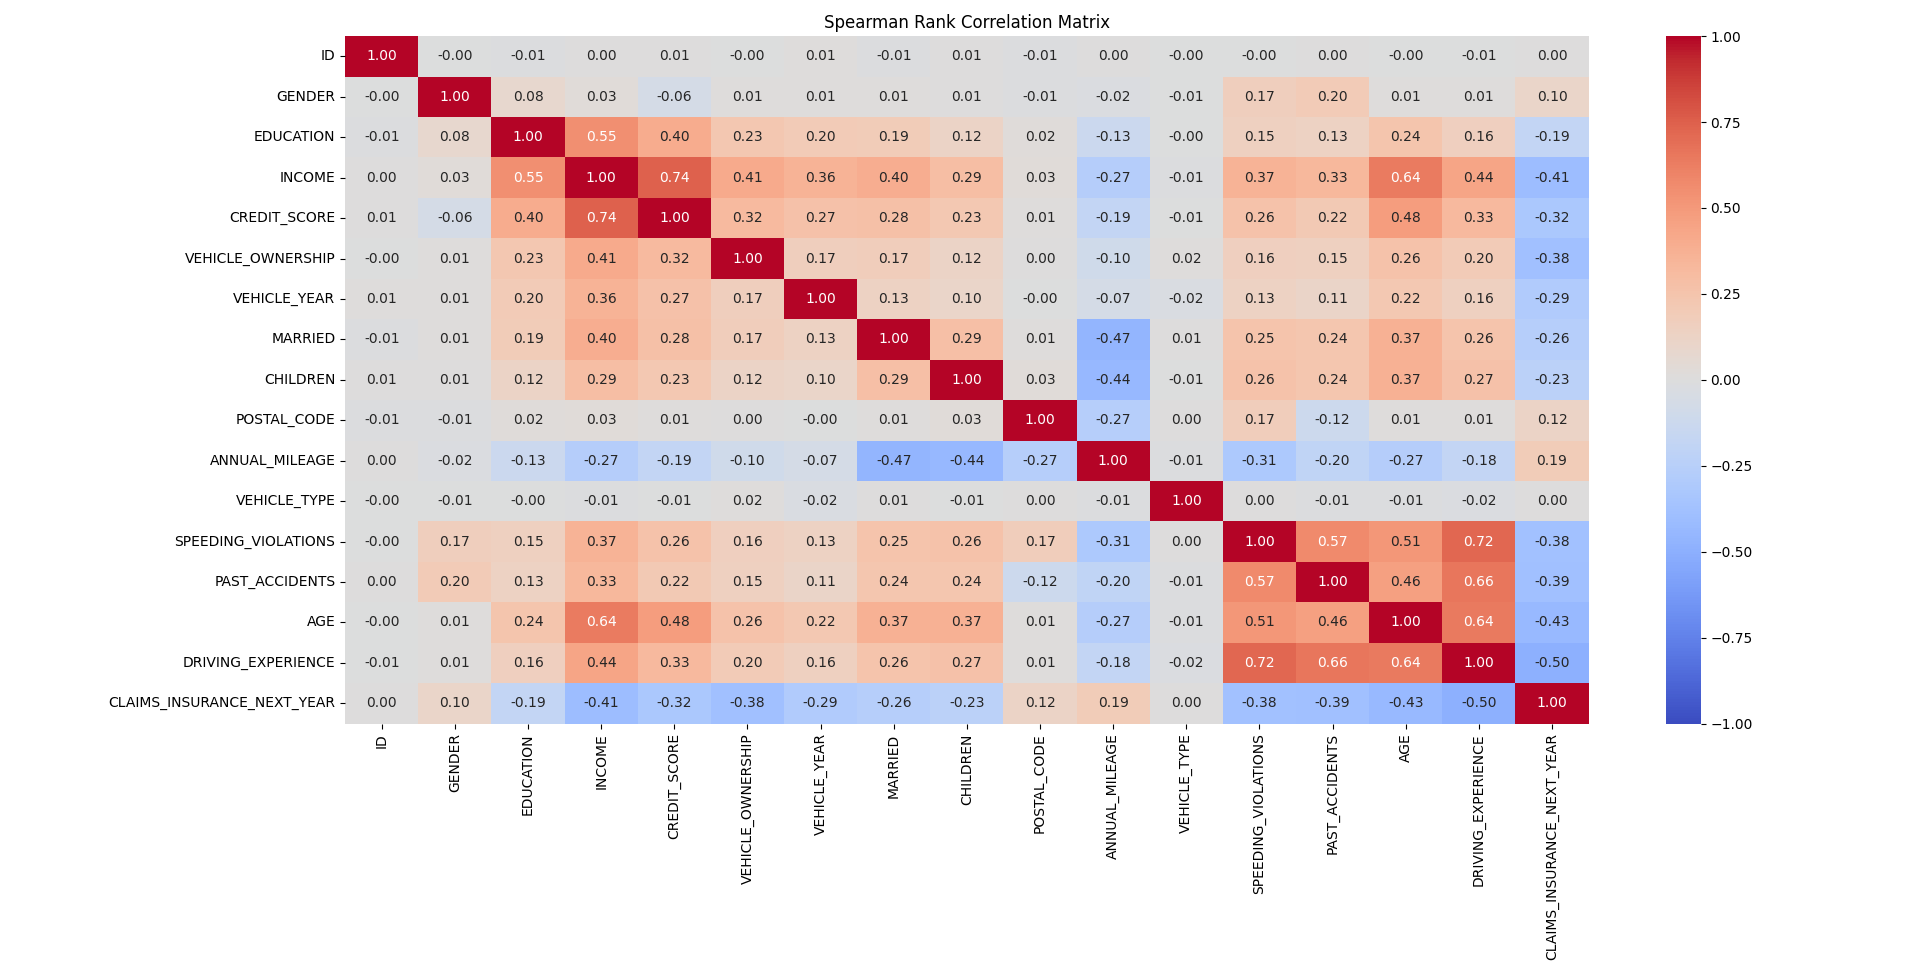 Spearman Rank Correlation Matrix
ID 1.00 -0.00 -0.01 0.00 0.01 -0.00 0.01 -0.01 0.01 -0.01 0.00 -0.00 -0.00 0.00 -0.00 -0.01 0.00
GENDER -0.00 1.00 0.08 0.03 -0.06 0.01 0.01 0.01 0.01 -0.01 -0.02 -0.01 0.17 0.20 0.01 0.01 0.10
EDUCATION -0.01 0.08 1.00 0.55 0.40 0.23 0.20 0.19 0.12 0.02 -0.13 -0.00 0.15 0.13 0.24 0.16 -0.19
INCOME 0.00 0.03 0.55 1.00 0.74 0.41 0.36 0.40 0.29 0.03 -0.27 -0.01 0.37 0.33 0.64 0.44 -0.41
CREDIT_SCORE 0.01 -0.06 0.40 0.74 1.00 0.32 0.27 0.28 0.23 0.01 -0.19 -0.01 0.26 0.22 0.48 0.33 -0.32
VEHICLE_OWNERSHIP -0.00 0.01 0.23 0.41 0.32 1.00 0.17 0.17 0.12 0.00 -0.10 0.02 0.16 0.15 0.26 0.20 -0.38
VEHICLE_YEAR 0.01 0.01 0.20 0.36 0.27 0.17 1.00 0.13 0.10 -0.00 -0.07 -0.02 0.13 0.11 0.22 0.16 -0.29
MARRIED -0.01 0.01 0.19 0.40 0.28 0.17 0.13 1.00 0.29 0.01 -0.47 0.01 0.25 0.24 0.37 0.26 -0.26
CHILDREN 0.01 0.01 0.12 0.29 0.23 0.12 0.10 0.29 1.00 0.03 -0.44 -0.01 0.26 0.24 0.37 0.27 -0.23
POSTAL_CODE -0.01 -0.01 0.02 0.03 0.01 0.00 -0.00 0.01 0.03 1.00 -0.27 0.00 0.17 -0.12 0.01 0.01 0.12
ANNUAL_MILEAGE 0.00 -0.02 -0.13 -0.27 -0.19 -0.10 -0.07 -0.47 -0.44 -0.27 1.00 -0.01 -0.31 -0.20 -0.27 -0.18 0.19
VEHICLE_TYPE -0.00 -0.01 -0.00 -0.01 -0.01 0.02 -0.02 0.01 -0.01 0.00 -0.01 1.00 0.00 -0.01 -0.01 -0.02 0.00
SPEEDING_VIOLATIONS -0.00 0.17 0.15 0.37 0.26 0.16 0.13 0.25 0.26 0.17 -0.31 0.00 1.00 0.57 0.51 0.72 -0.38
PAST_ACCIDENTS 0.00 0.20 0.13 0.33 0.22 0.15 0.11 0.24 0.24 -0.12 -0.20 -0.01 0.57 1.00 0.46 0.66 -0.39
AGE -0.00 0.01 0.24 0.64 0.48 0.26 0.22 0.37 0.37 0.01 -0.27 -0.01 0.51 0.46 1.00 0.64 -0.43
DRIVING_EXPERIENCE -0.01 0.01 0.16 0.44 0.33 0.20 0.16 0.26 0.27 0.01 -0.18 -0.02 0.72 0.66 0.64 1.00 -0.50
CLAIMS_INSURANCE_NEXT_YEAR 0.00 0.10 -0.19 -0.41 -0.32 -0.38 -0.29 -0.26 -0.23 0.12 0.19 0.00 -0.38 -0.39 -0.43 -0.50 1.00
ID
GENDER
EDUCATION
INCOME
CREDIT_SCORE
VEHICLE_OWNERSHIP
VEHICLE_YEAR
MARRIED
CHILDREN
POSTAL_CODE
ANNUAL_MILEAGE
VEHICLE_TYPE
SPEEDING_VIOLATIONS
PAST_ACCIDENTS
AGE
DRIVING_EXPERIENCE
CLAIMS_INSURANCE_NEXT_YEAR
1.00
0.75
0.50
0.25
0.00
−0.25
−0.50
−0.75
−1.00